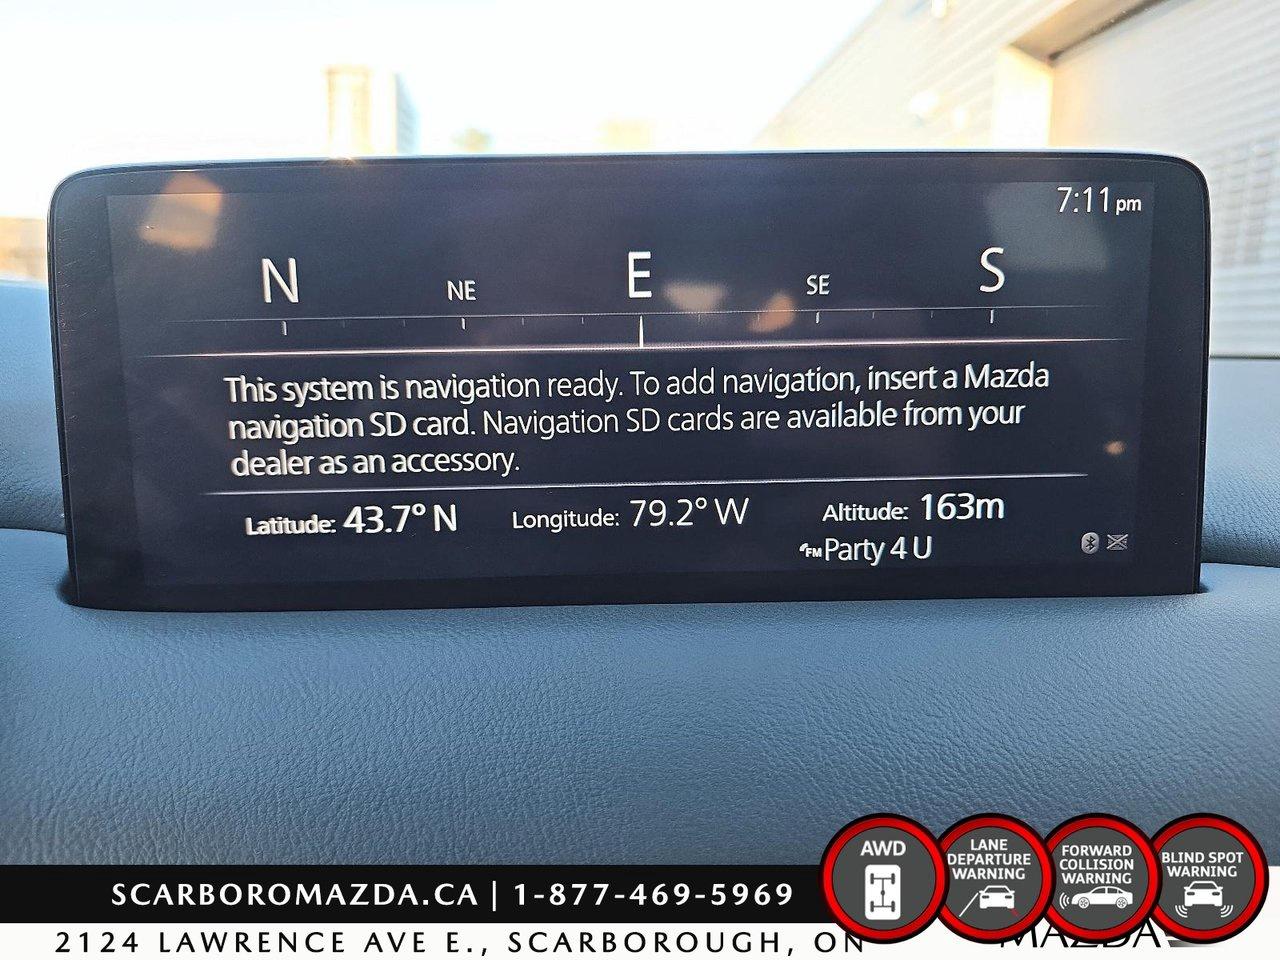 7:11 pm
N NE E SE S
This system is navigation ready. To add navigation, insert a Mazda
navigation SD card. Navigation SD cards are available from your
dealer as an accessory.
Latitude: 43.7° N Longitude: 79.2° W Altitude: 163m
FM Party 4 U
AWD
LANE
DEPARTURE
WARNING
FORWARD
COLLISION
WARNING
BLIND SPOT
WARNING
SCARBOROMAZDA.CA | 1-877-469-5969
2124 LAWRENCE AVE E., SCARBOROUGH, ON
MAZDA